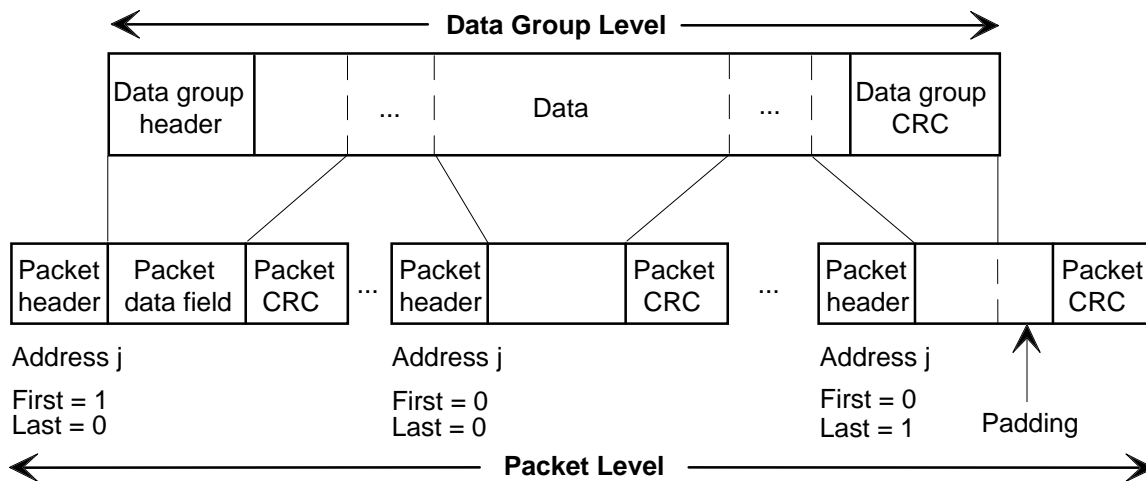 Data Group Level
Data group
header
...
Data
...
Data group
CRC
Packet
header
Packet
data field
Packet
CRC
...
Packet
header
Packet
CRC
...
Packet
header
Packet
CRC
Address j
First = 1
Last = 0
Address j
First = 0
Last = 0
Address j
First = 0
Last = 1
Padding
Packet Level